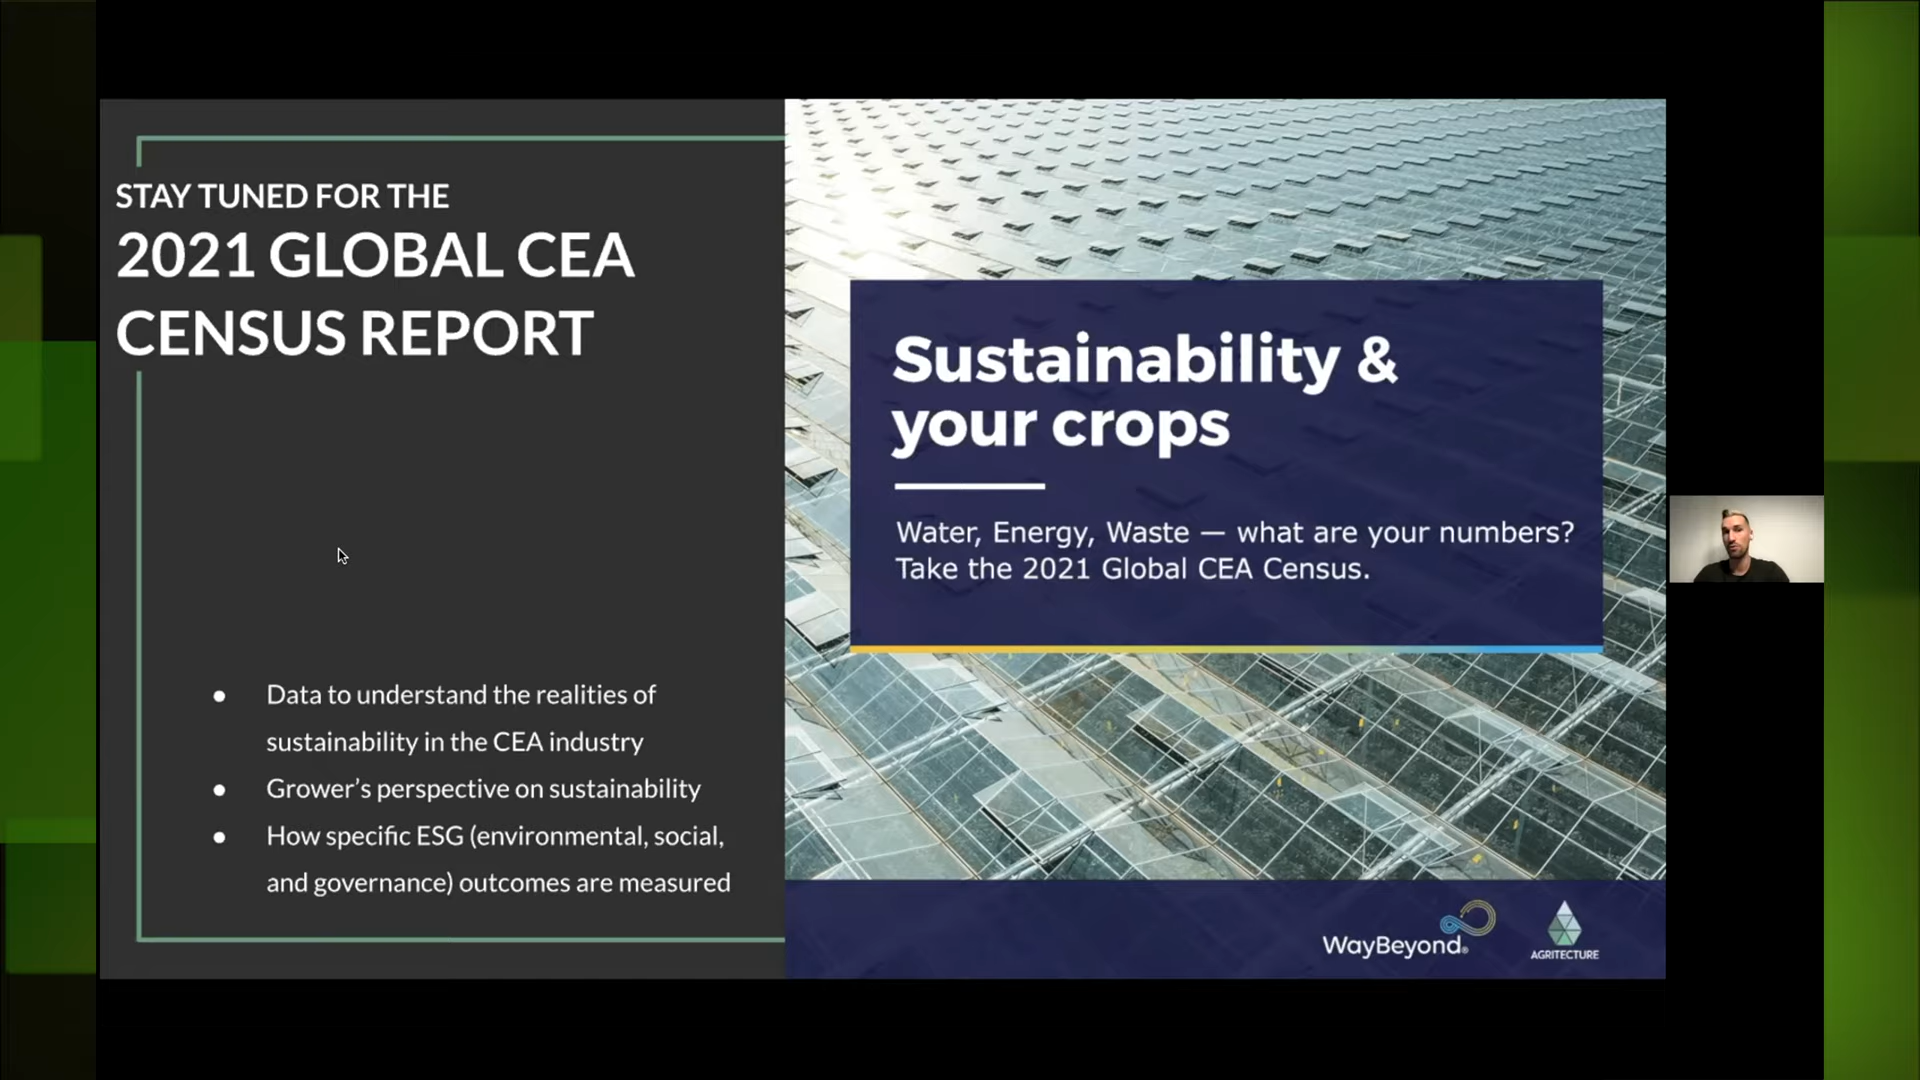 STAY TUNED FOR THE
2021 GLOBAL CEA
CENSUS REPORT
● Data to understand the realities of
sustainability in the CEA industry
● Grower’s perspective on sustainability
● How specific ESG (environmental, social,
and governance) outcomes are measured
Sustainability &
your crops
Water, Energy, Waste — what are your numbers?
Take the 2021 Global CEA Census.
WayBeyond®
AGRITECTURE